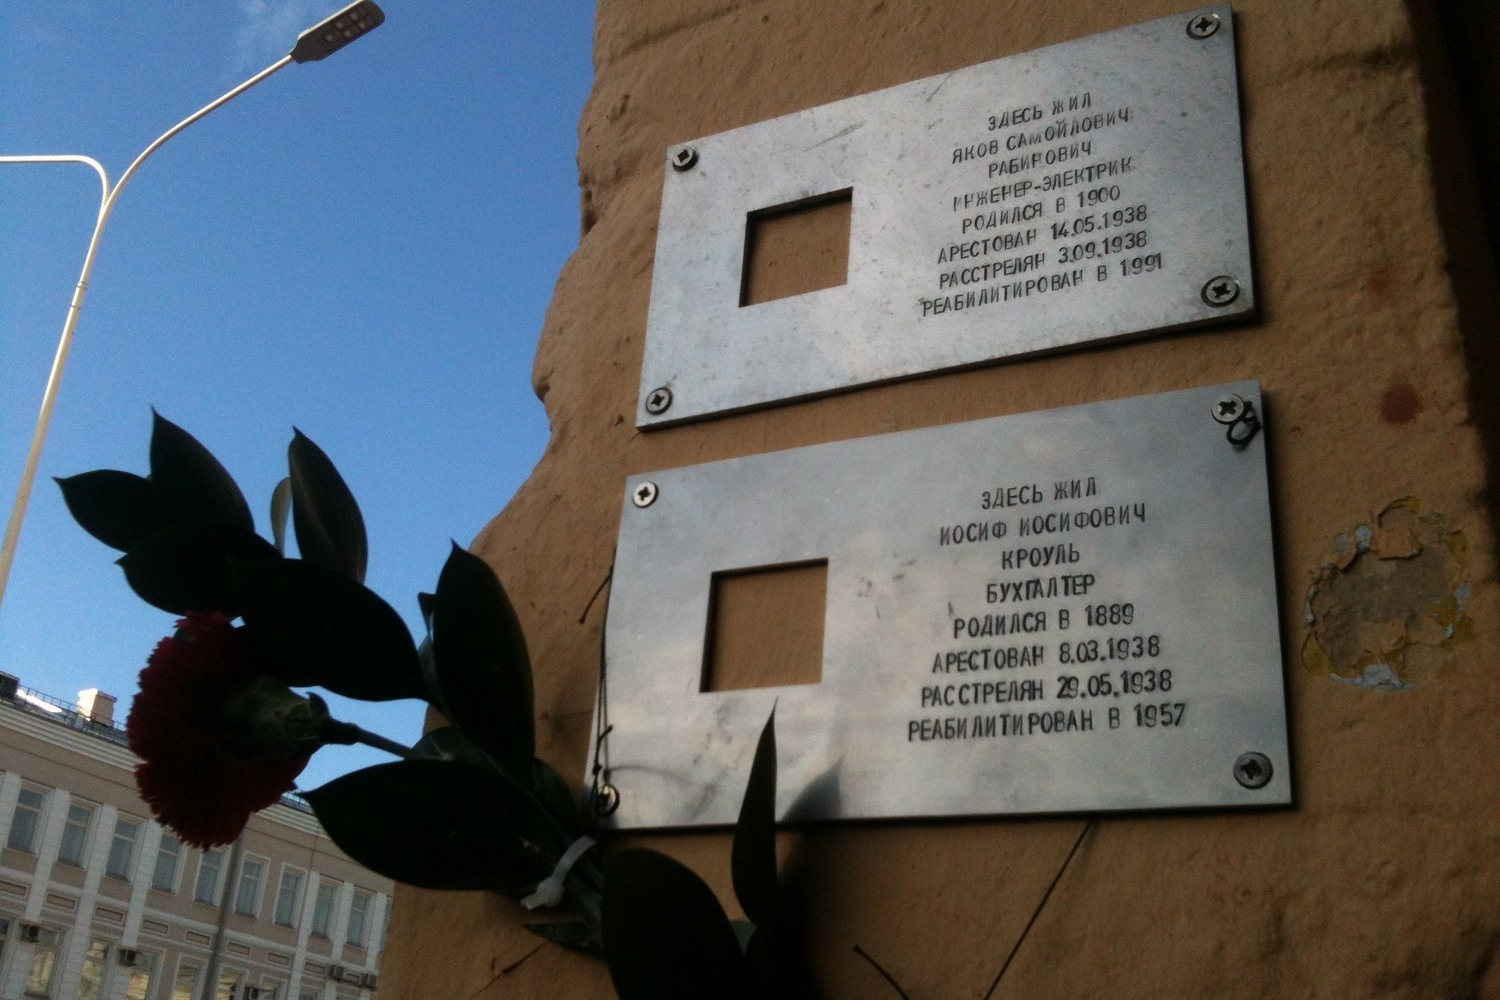 ЗДЕСЬ ЖИЛ
ЯКОВ САМОЙЛОВИЧ
РАБИНОВИЧ
ИНЖЕНЕР-ЭЛЕКТРИК
РОДИЛСЯ В 1900
АРЕСТОВАН 14.05.1938
РАССТРЕЛЯН 3.09.1938
РЕАБИЛИТИРОВАН В 1991
ЗДЕСЬ ЖИЛ
ИОСИФ ИОСИФОВИЧ
КРОУЛЬ
БУХГАЛТЕР
РОДИЛСЯ В 1889
АРЕСТОВАН 8.03.1938
РАССТРЕЛЯН 29.05.1938
РЕАБИЛИТИРОВАН В 1957